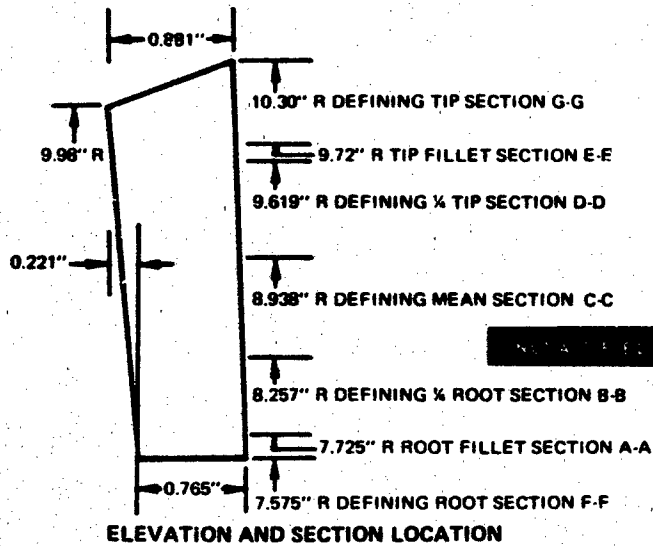 0.881"
10.30" R DEFINING TIP SECTION G-G
9.98" R
9.72" R TIP FILLET SECTION E-E
9.619" R DEFINING ¼ TIP SECTION D-D
0.221"
8.938" R DEFINING MEAN SECTION C-C
8.257" R DEFINING ¼ ROOT SECTION B-B
7.725" R ROOT FILLET SECTION A-A
0.765"
7.575" R DEFINING ROOT SECTION F-F
ELEVATION AND SECTION LOCATION